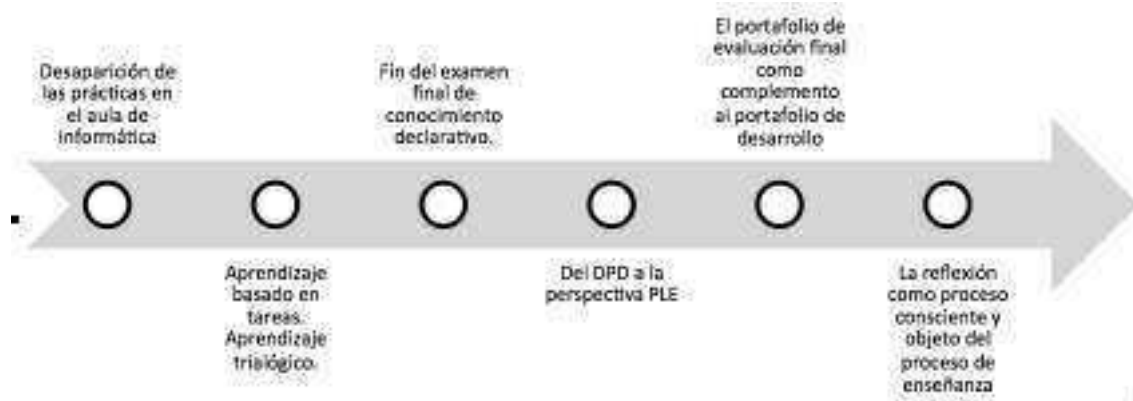 Desaparición de
las prácticas en
el aula de
informática
Aprendizaje
basado en
tareas.
Aprendizaje
trialógico.
Fin del examen
final de
conocimiento
declarativo.
Del DPD a la
perspectiva PLE
El portafolio de
evaluación final
como
complemento
al portafolio de
desarrollo
La reflexión
como proceso
consciente y
objeto del
proceso de
enseñanza